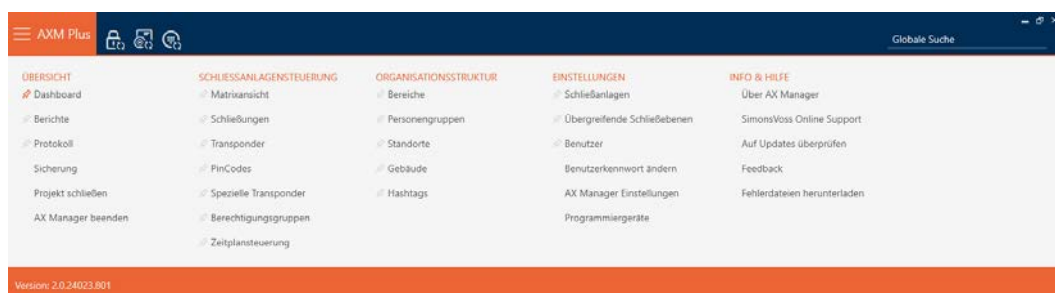 AXM Plus
Globale Suche
ÜBERSICHT
Dashboard
Berichte
Protokoll
Sicherung
Projekt schließen
AX Manager beenden
SCHLIESSANLAGENSTEUERUNG
Matrixansicht
Schließungen
Transponder
PinCodes
Spezielle Transponder
Berechtigungsgruppen
Zeitplansteuerung
ORGANISATIONSSTRUKTUR
Bereiche
Personengruppen
Standorte
Gebäude
Hashtags
EINSTELLUNGEN
Schließanlagen
Übergreifende Schließebenen
Benutzer
Benutzerkennwort ändern
AX Manager Einstellungen
Programmiergeräte
INFO & HILFE
Über AX Manager
SimonsVoss Online Support
Auf Updates überprüfen
Feedback
Fehlerdateien herunterladen
Version: 2.0.24023.801